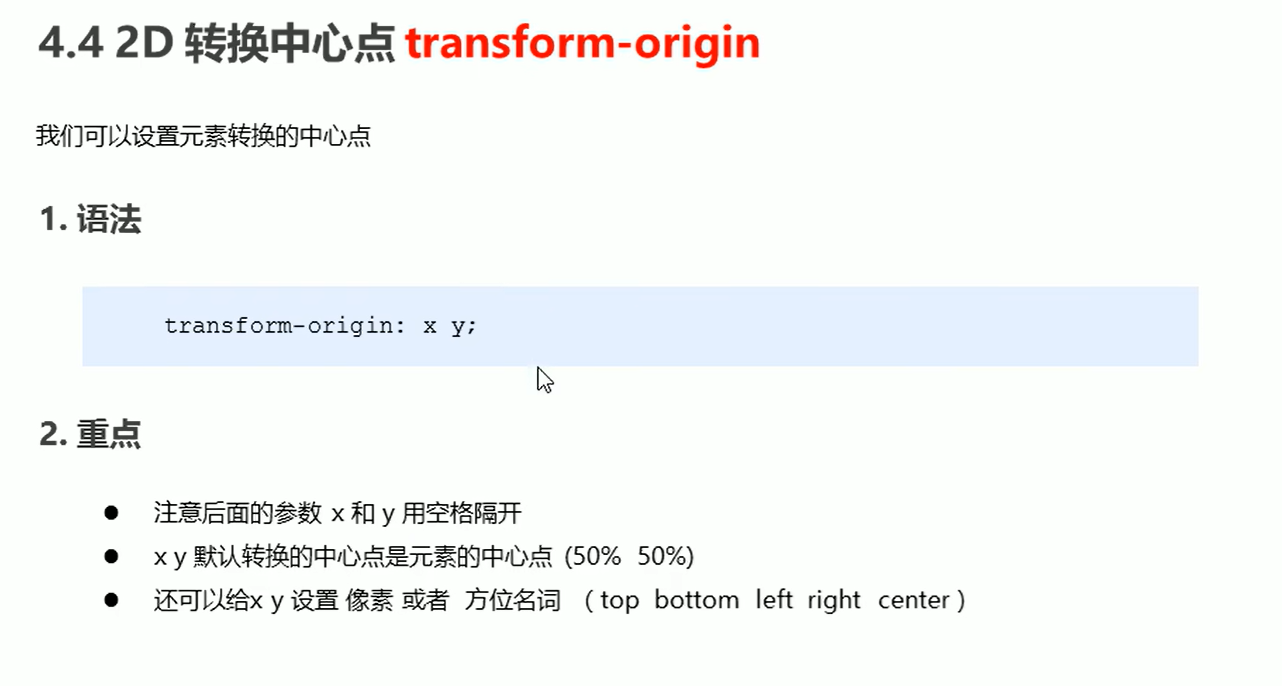 4.4 2D 转换中心点 transform-origin
我们可以设置元素转换的中心点
1. 语法
transform-origin: x y;
2. 重点
● 注意后面的参数 x 和 y 用空格隔开
● x y 默认转换的中心点是元素的中心点 (50% 50%)
● 还可以给x y 设置 像素 或者 方位名词 （ top bottom left right center ）